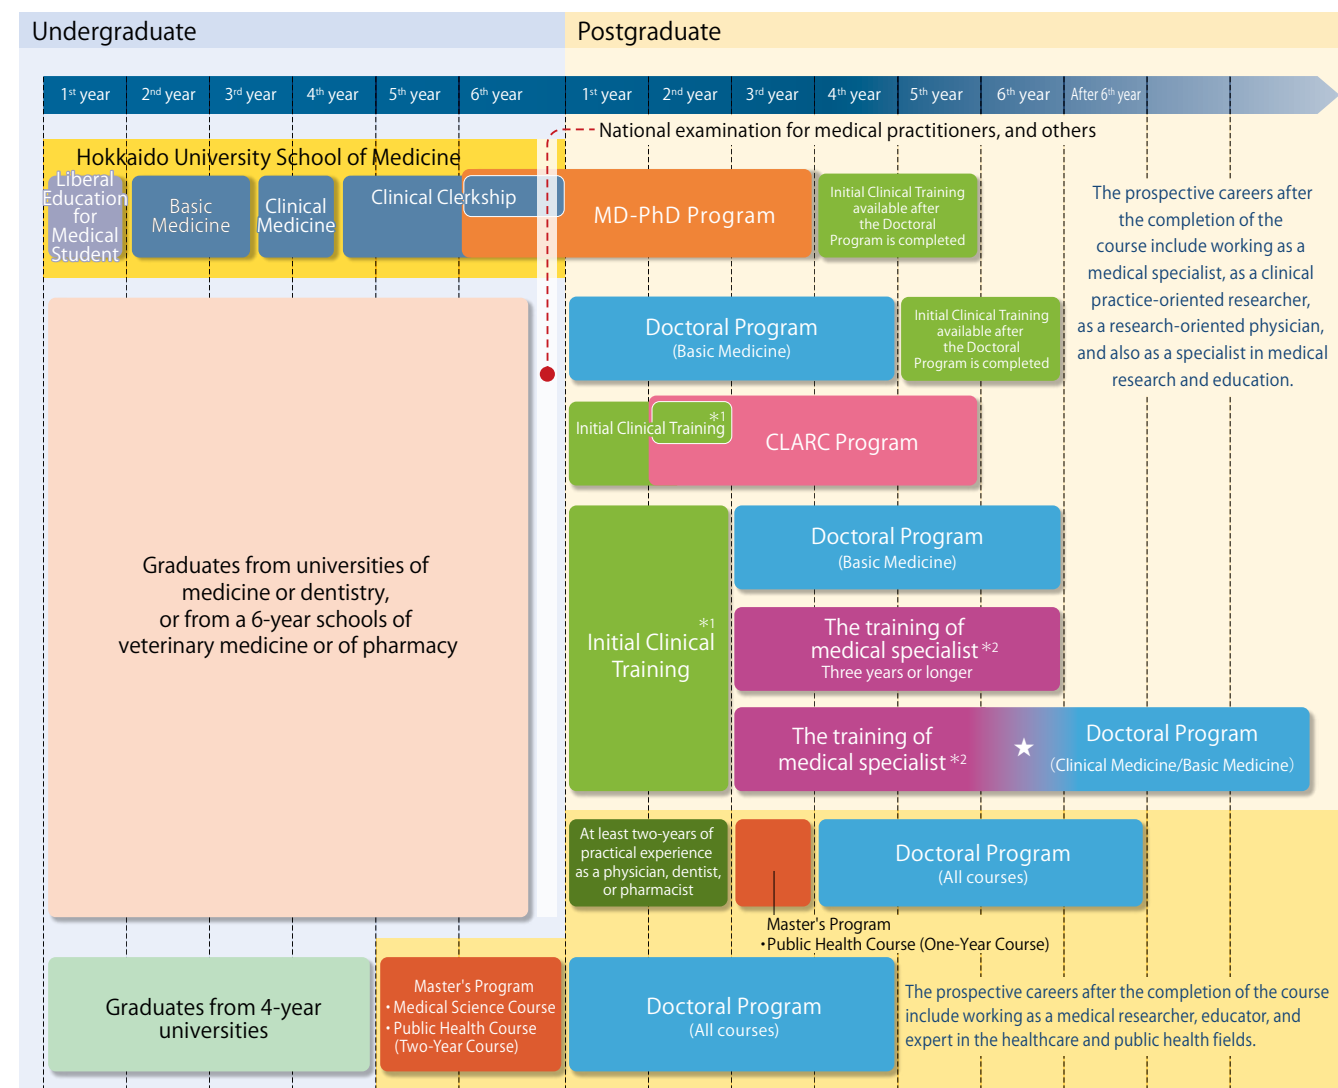 Undergraduate
Postgraduate
1st year
2nd year
3rd year
4th year
5th year
6th year
1st year
2nd year
3rd year
4th year
5th year
6th year
After 6th year
National examination for medical practitioners, and others
Hokkaido University School of Medicine
Liberal
Education
for
Medical
Student
Basic
Medicine
Clinical
Medicine
Clinical Clerkship
MD-PhD Program
Initial Clinical Training
available after
the Doctoral
Program is completed
The prospective careers after
the completion of the
course include working as a
medical specialist, as a clinical
practice-oriented researcher,
as a research-oriented physician,
and also as a specialist in medical
research and education.
Doctoral Program
(Basic Medicine)
Initial Clinical Training
available after
the Doctoral
Program is completed
Initial Clinical Training
*1
CLARC Program
Graduates from universities of
medicine or dentistry,
or from a 6-year schools of
veterinary medicine or of pharmacy
*1
Initial Clinical
Training
Doctoral Program
(Basic Medicine)
The training of
medical specialist *2
Three years or longer
The training of
medical specialist *2
★
Doctoral Program
(Clinical Medicine/Basic Medicine)
At least two-years of
practical experience
as a physician, dentist,
or pharmacist
Doctoral Program
(All courses)
Master's Program
・Public Health Course (One-Year Course)
Graduates from 4-year
universities
Master's Program
・Medical Science Course
・Public Health Course
(Two-Year Course)
Doctoral Program
(All courses)
The prospective careers after the completion of the course
include working as a medical researcher, educator, and
expert in the healthcare and public health fields.